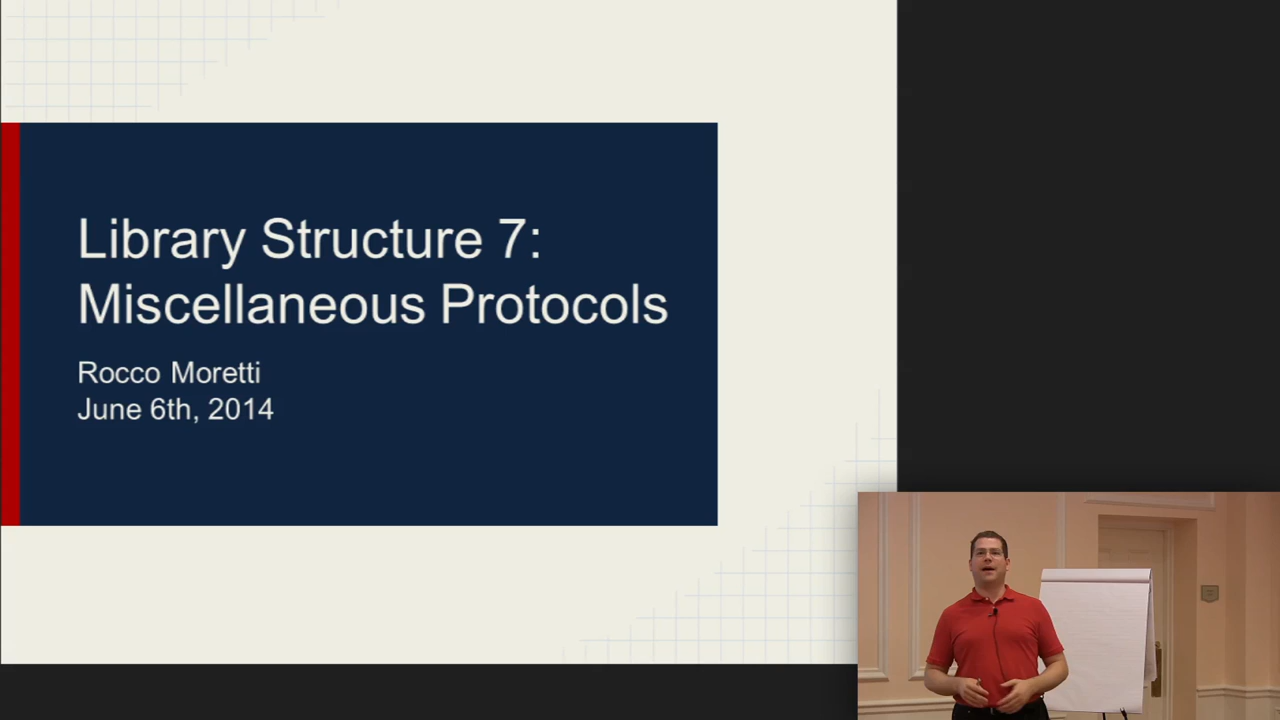 Library Structure 7:
Miscellaneous Protocols
Rocco Moretti
June 6th, 2014